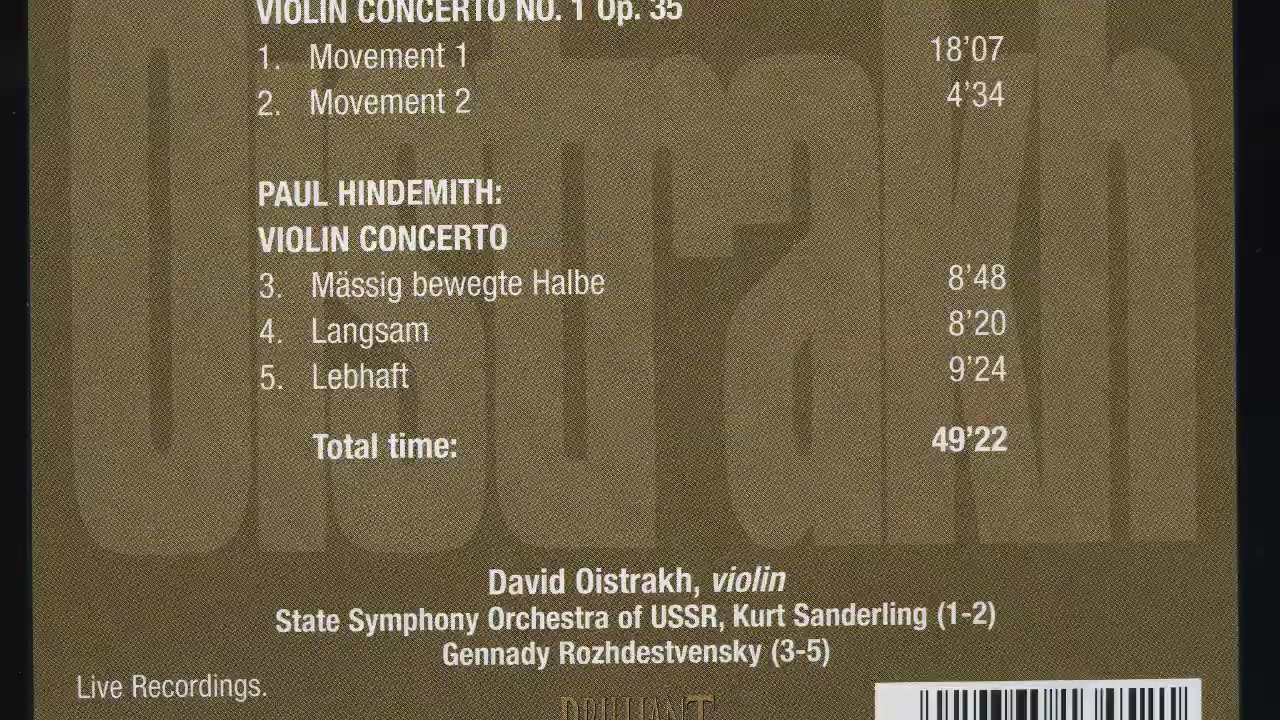 VIOLIN CONCERTO NO. 1 Op. 35
1. Movement 1 18’07
2. Movement 2 4’34
PAUL HINDEMITH:
VIOLIN CONCERTO
3. Mässig bewegte Halbe 8’48
4. Langsam 8’20
5. Lebhaft 9’24
Total time: 49’22
Oistrakh
David Oistrakh, violin
State Symphony Orchestra of USSR, Kurt Sanderling (1-2)
Gennady Rozhdestvensky (3-5)
Live Recordings.
BRILLIANT